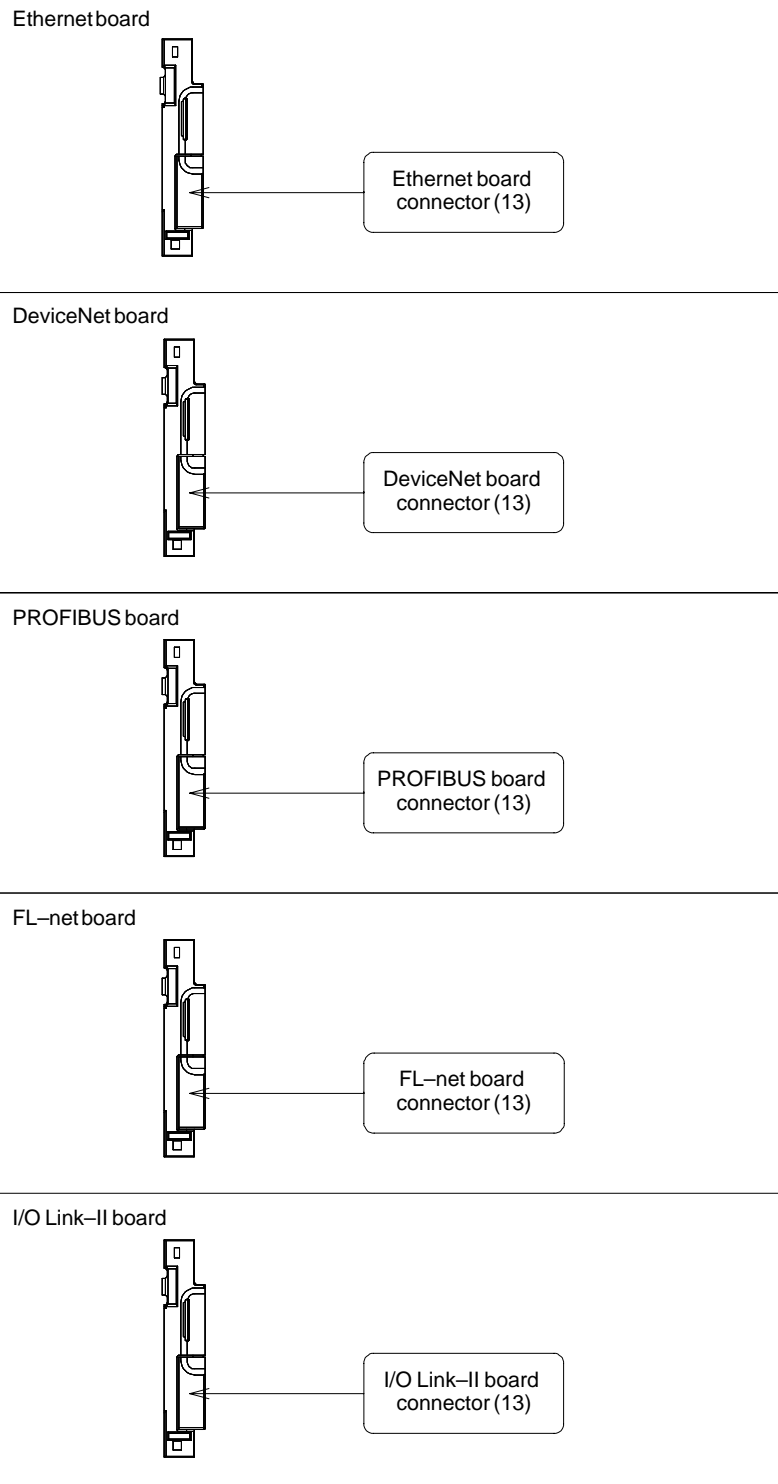 Ethernet board
Ethernet board
connector (13)
DeviceNet board
DeviceNet board
connector (13)
PROFIBUS board
PROFIBUS board
connector (13)
FL–net board
FL–net board
connector (13)
I/O Link–II board
I/O Link–II board
connector (13)